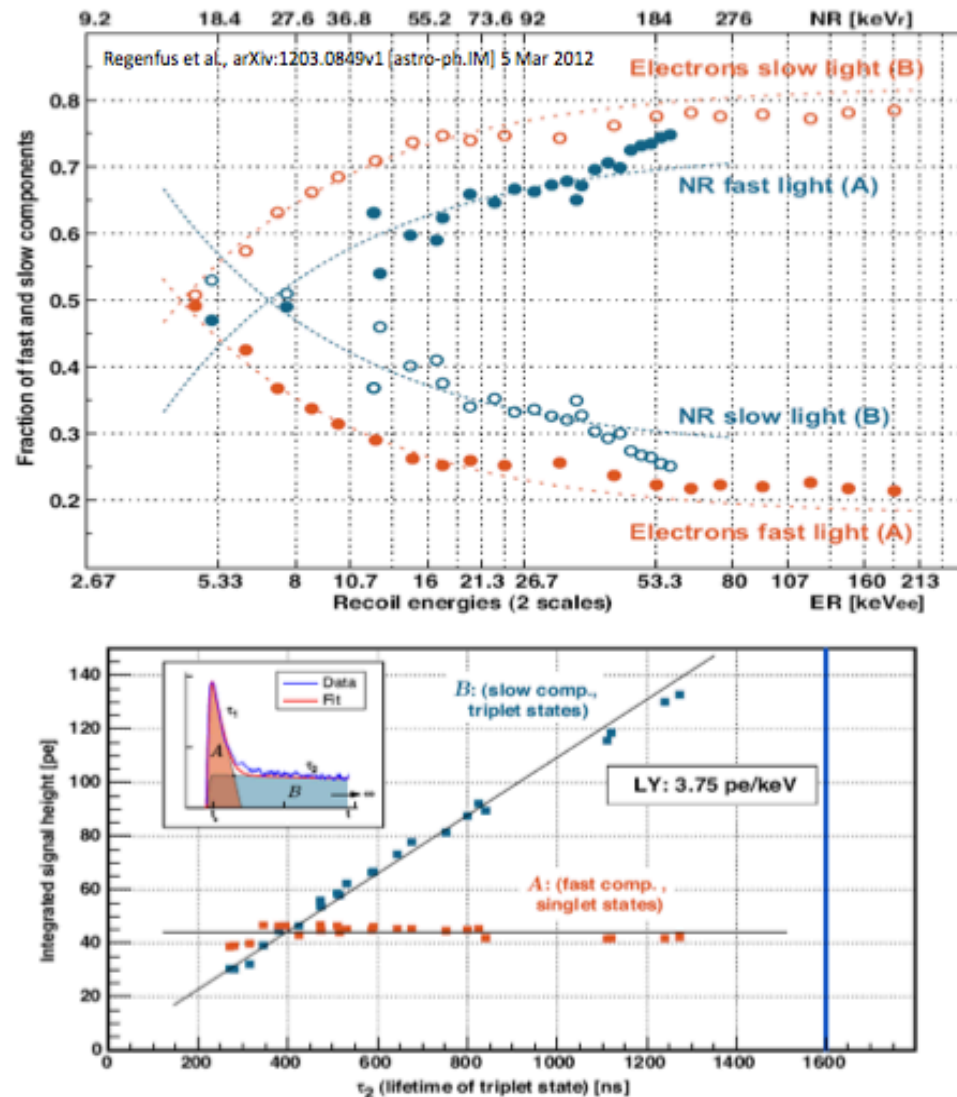 9.2 18.4 27.6 36.8 55.2 73.6 92 184 276 NR [keVr]
Regenfus et al., arXiv:1203.0849v1 [astro-ph.IM] 5 Mar 2012
Electrons slow light (B)
NR fast light (A)
NR slow light (B)
Electrons fast light (A)
Fraction of fast and slow components
0.8
0.7
0.6
0.5
0.4
0.3
0.2
2.67 5.33 8 10.7 16 21.3 26.7 53.3 80 107 160 213
Recoil energies (2 scales) ER [keVee]
Integrated signal height [pe]
140
120
100
80
60
40
20
0
Data
Fit
τ1
A
τ2
B
∞
t
B: (slow comp.,
triplet states)
LY: 3.75 pe/keV
A: (fast comp.,
singlet states)
0 200 400 600 800 1000 1200 1400 1600
τ2 (lifetime of triplet state) [ns]